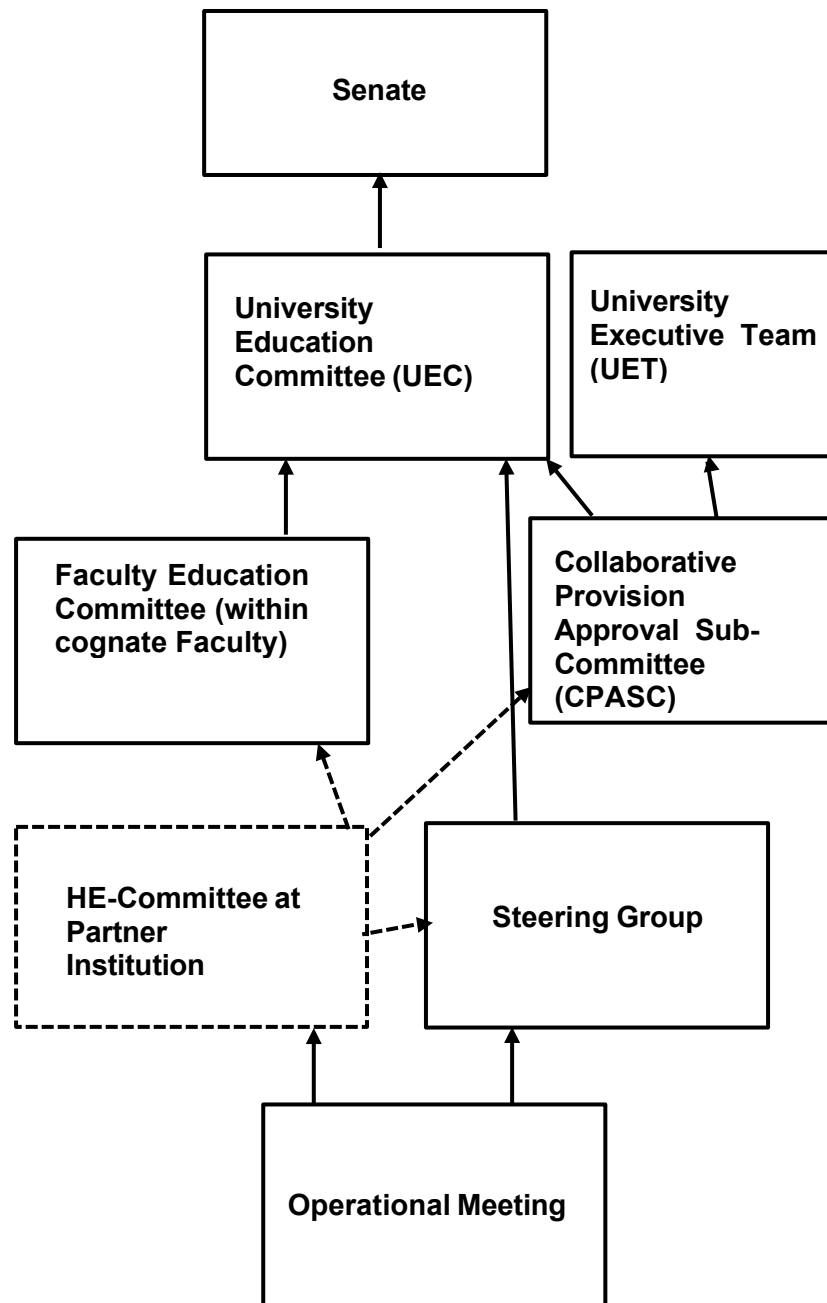 Senate
University
Education
Committee (UEC)
University
Executive Team
(UET)
Faculty Education
Committee (within
cognate Faculty)
Collaborative
Provision
Approval Sub-
Committee
(CPASC)
HE-Committee at
Partner
Institution
Steering Group
Operational Meeting